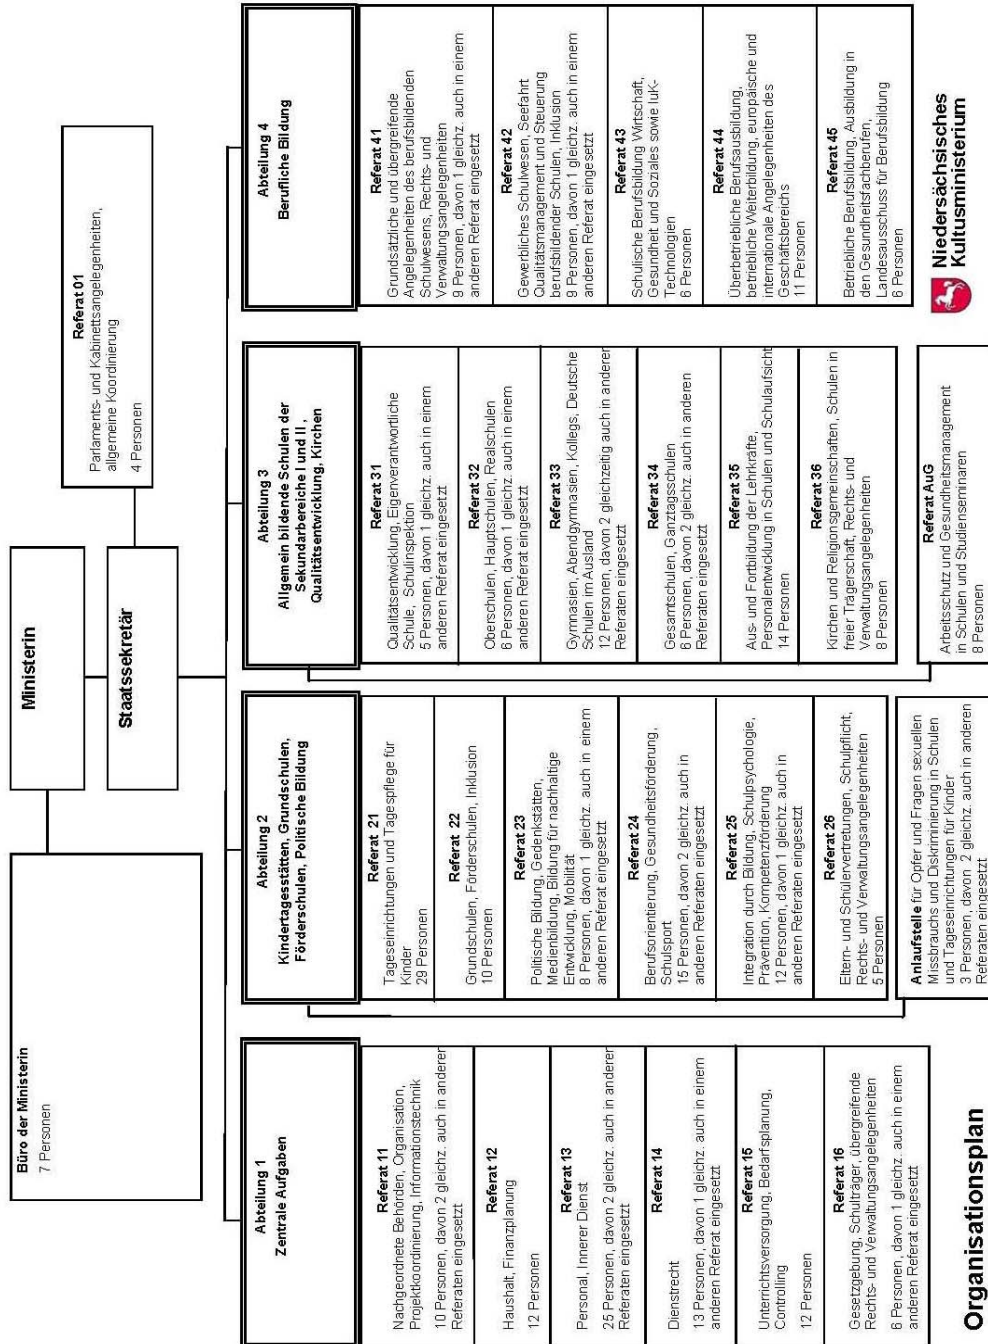 Büro der Ministerin
7 Personen
Ministerin
Staatssekretär
Referat 01
Parlaments- und Kabinettsangelegenheiten,
allgemeine Koordinierung
4 Personen
Abteilung 1
Zentrale Aufgaben
Referat 11
Nachgeordnete Behörden, Organisation,
Projektkoordinierung, Informationstechnik
10 Personen, davon 2 gleichz. auch in anderer
Referaten eingesetzt
Referat 12
Haushalt, Finanzplanung
12 Personen
Referat 13
Personal, Innerer Dienst
25 Personen, davon 2 gleichz. auch in anderer
Referaten eingesetzt
Referat 14
Dienstrecht
13 Personen, davon 1 gleichz. auch in einem
anderen Referat eingesetzt
Referat 15
Unterrichtsversorgung, Bedarfsplanung,
Controlling
12 Personen
Referat 16
Gesetzgebung, Schulträger, übergreifende
Rechts- und Verwaltungsangelegenheiten
6 Personen, davon 1 gleichz. auch in einem
anderen Referat eingesetzt
Abteilung 2
Kindertagesstätten, Grundschulen,
Förderschulen, Politische Bildung
Referat 21
Tageseinrichtungen und Tagespflege für
Kinder
29 Personen
Referat 22
Grundschulen, Förderschulen, Inklusion
10 Personen
Referat 23
Politische Bildung, Gedenkstätten,
Medienbildung, Bildung für nachhaltige
Entwicklung, Mobilität
8 Personen, davon 1 gleichz. auch in einem
anderen Referat eingesetzt
Referat 24
Berufsorientierung, Gesundheitsförderung,
Schulsport
15 Personen, davon 2 gleichz. auch in
anderen Referaten eingesetzt
Referat 25
Integration durch Bildung, Schulpsychologie,
Prävention, Kompetenzförderung
12 Personen, davon 1 gleichz. auch in
anderen Referaten eingesetzt
Referat 26
Eltern- und Schülervertretungen, Schulpflicht,
Rechts- und Verwaltungsangelegenheiten
5 Personen
Anlaufstelle für Opfer und Fragen sexuellen
Missbrauchs und Diskriminierung in Schulen
und Tageseinrichtungen für Kinder
3 Personen, davon 2 gleichz. auch in anderen
Referaten eingesetzt
Abteilung 3
Allgemein bildende Schulen der
Sekundarbereiche I und II ,
Qualitätsentwicklung, Kirchen
Referat 31
Qualitätsentwicklung, Eigenverantwortliche
Schule, Schulinspektion
5 Personen, davon 1 gleichz. auch in einem
anderen Referat eingesetzt
Referat 32
Oberschulen, Hauptschulen, Realschulen
6 Personen, davon 1 gleichz. auch in einem
anderen Referat eingesetzt
Referat 33
Gymnasien, Abendgymnasien, Kollegs, Deutsche
Schulen im Ausland
12 Personen, davon 2 gleichzeitig auch in anderer
Referaten eingesetzt
Referat 34
Gesamtschulen, Ganztagsschulen
6 Personen, davon 2 gleichz. auch in anderen
Referaten eingesetzt
Referat 35
Aus- und Fortbildung der Lehrkräfte,
Personalentwicklung in Schulen und Schulaufsicht
14 Personen
Referat 36
Kirchen und Religionsgemeinschaften, Schulen in
freier Trägerschaft, Rechts- und
Verwaltungsangelegenheiten
8 Personen
Referat AuG
Arbeitsschutz und Gesundheitsmanagement
in Schulen und Studienseminaren
8 Personen
Abteilung 4
Berufliche Bildung
Referat 41
Grundsätzliche und übergreifende
Angelegenheiten des berufsbildenden
Schulwesens, Rechts- und
Verwaltungsangelegenheiten
9 Personen, davon 1 gleichz. auch in einem
anderen Referat eingesetzt
Referat 42
Gewerbliches Schulwesen, Seefahrt
Qualitätsmanagement und Steuerung
berufsbildender Schulen, Inklusion
9 Personen, davon 1 gleichz. auch in einem
anderen Referat eingesetzt
Referat 43
Schulische Berufsbildung Wirtschaft,
Gesundheit und Soziales sowie IuK-
Technologien
6 Personen
Referat 44
Überbetriebliche Berufsausbildung,
betriebliche Weiterbildung, europäische und
internationale Angelegenheiten des
Geschäftsbereichs
11 Personen
Referat 45
Betriebliche Berufsbildung, Ausbildung in
den Gesundheitsfachberufen,
Landesausschuss für Berufsbildung
6 Personen
Organisationsplan
Niedersächsisches
Kultusministerium